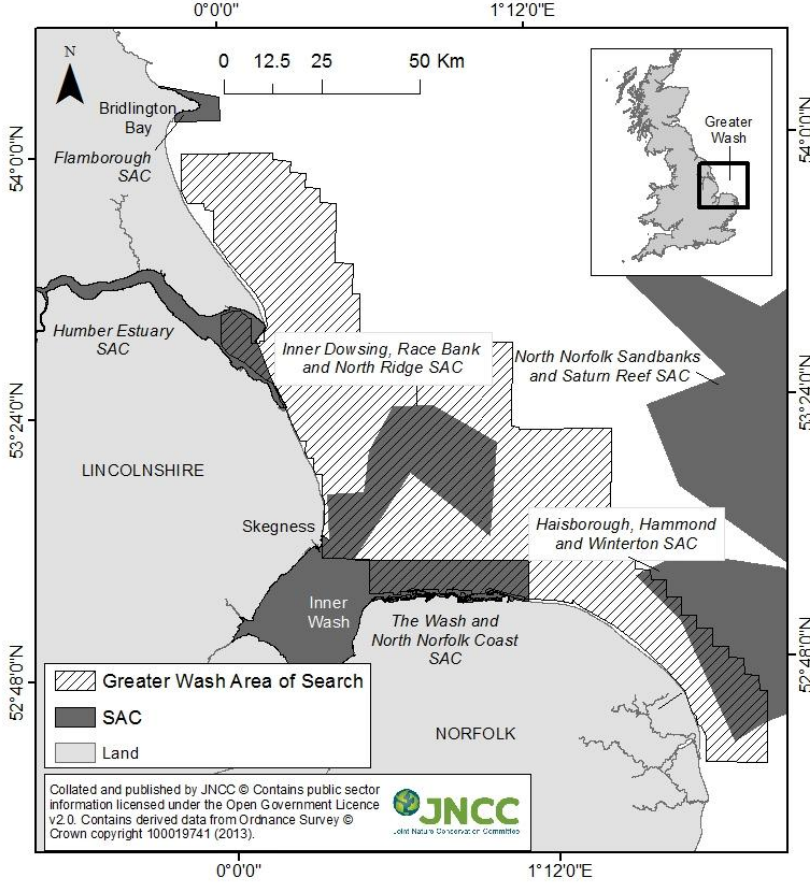 0°0'0"
1°12'0"E
N
0 12.5 25 50 Km
Bridlington
Bay
Flamborough
SAC
Greater
Wash
54°0'0"N
54°0'0"N
Humber Estuary
SAC
Inner Dowsing, Race Bank
and North Ridge SAC
North Norfolk Sandbanks
and Saturn Reef SAC
53°24'0"N
53°24'0"N
LINCOLNSHIRE
Skegness
Haisborough, Hammond
and Winterton SAC
Inner
Wash
The Wash and
North Norfolk Coast
SAC
52°48'0"N
52°48'0"N
Greater Wash Area of Search
SAC
Land
NORFOLK
Collated and published by JNCC © Contains public sector
information licensed under the Open Government Licence
v2.0. Contains derived data from Ordnance Survey ©
Crown copyright 100019741 (2013).
JNCC
Joint Nature Conservation Committee
0°0'0"
1°12'0"E